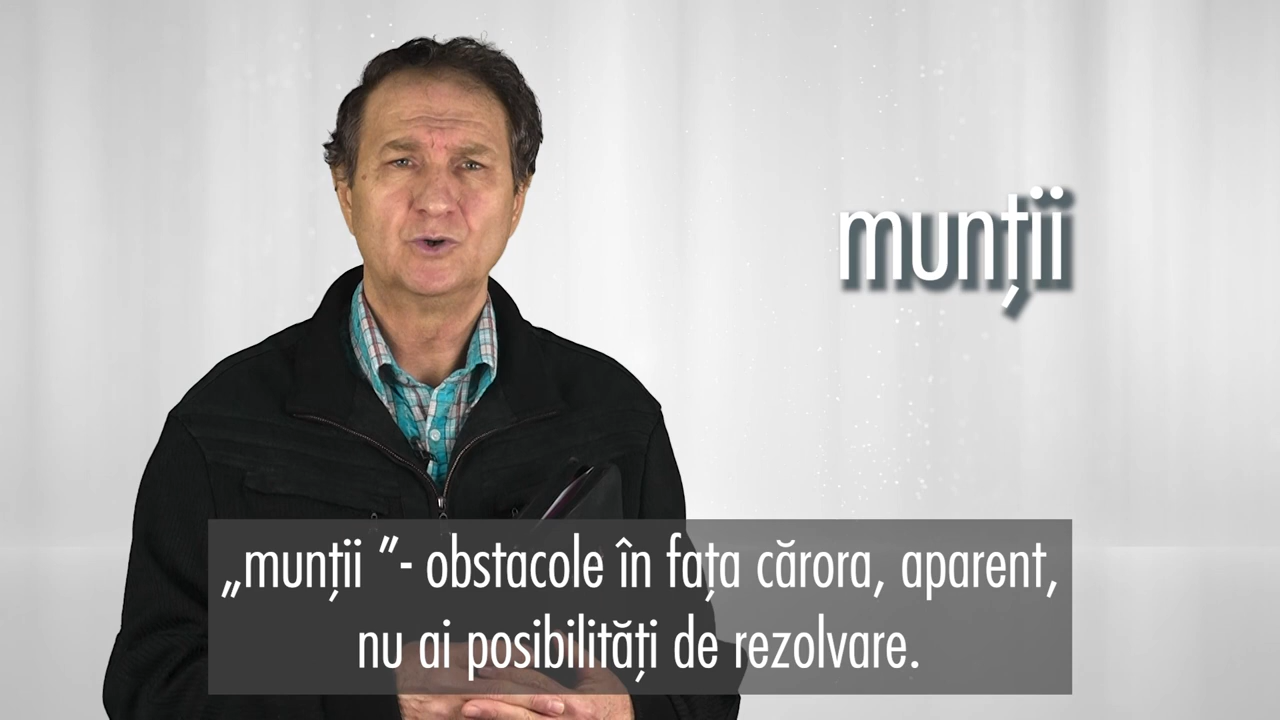 munții
„munții ”- obstacole în fața cărora, aparent,
nu ai posibilități de rezolvare.